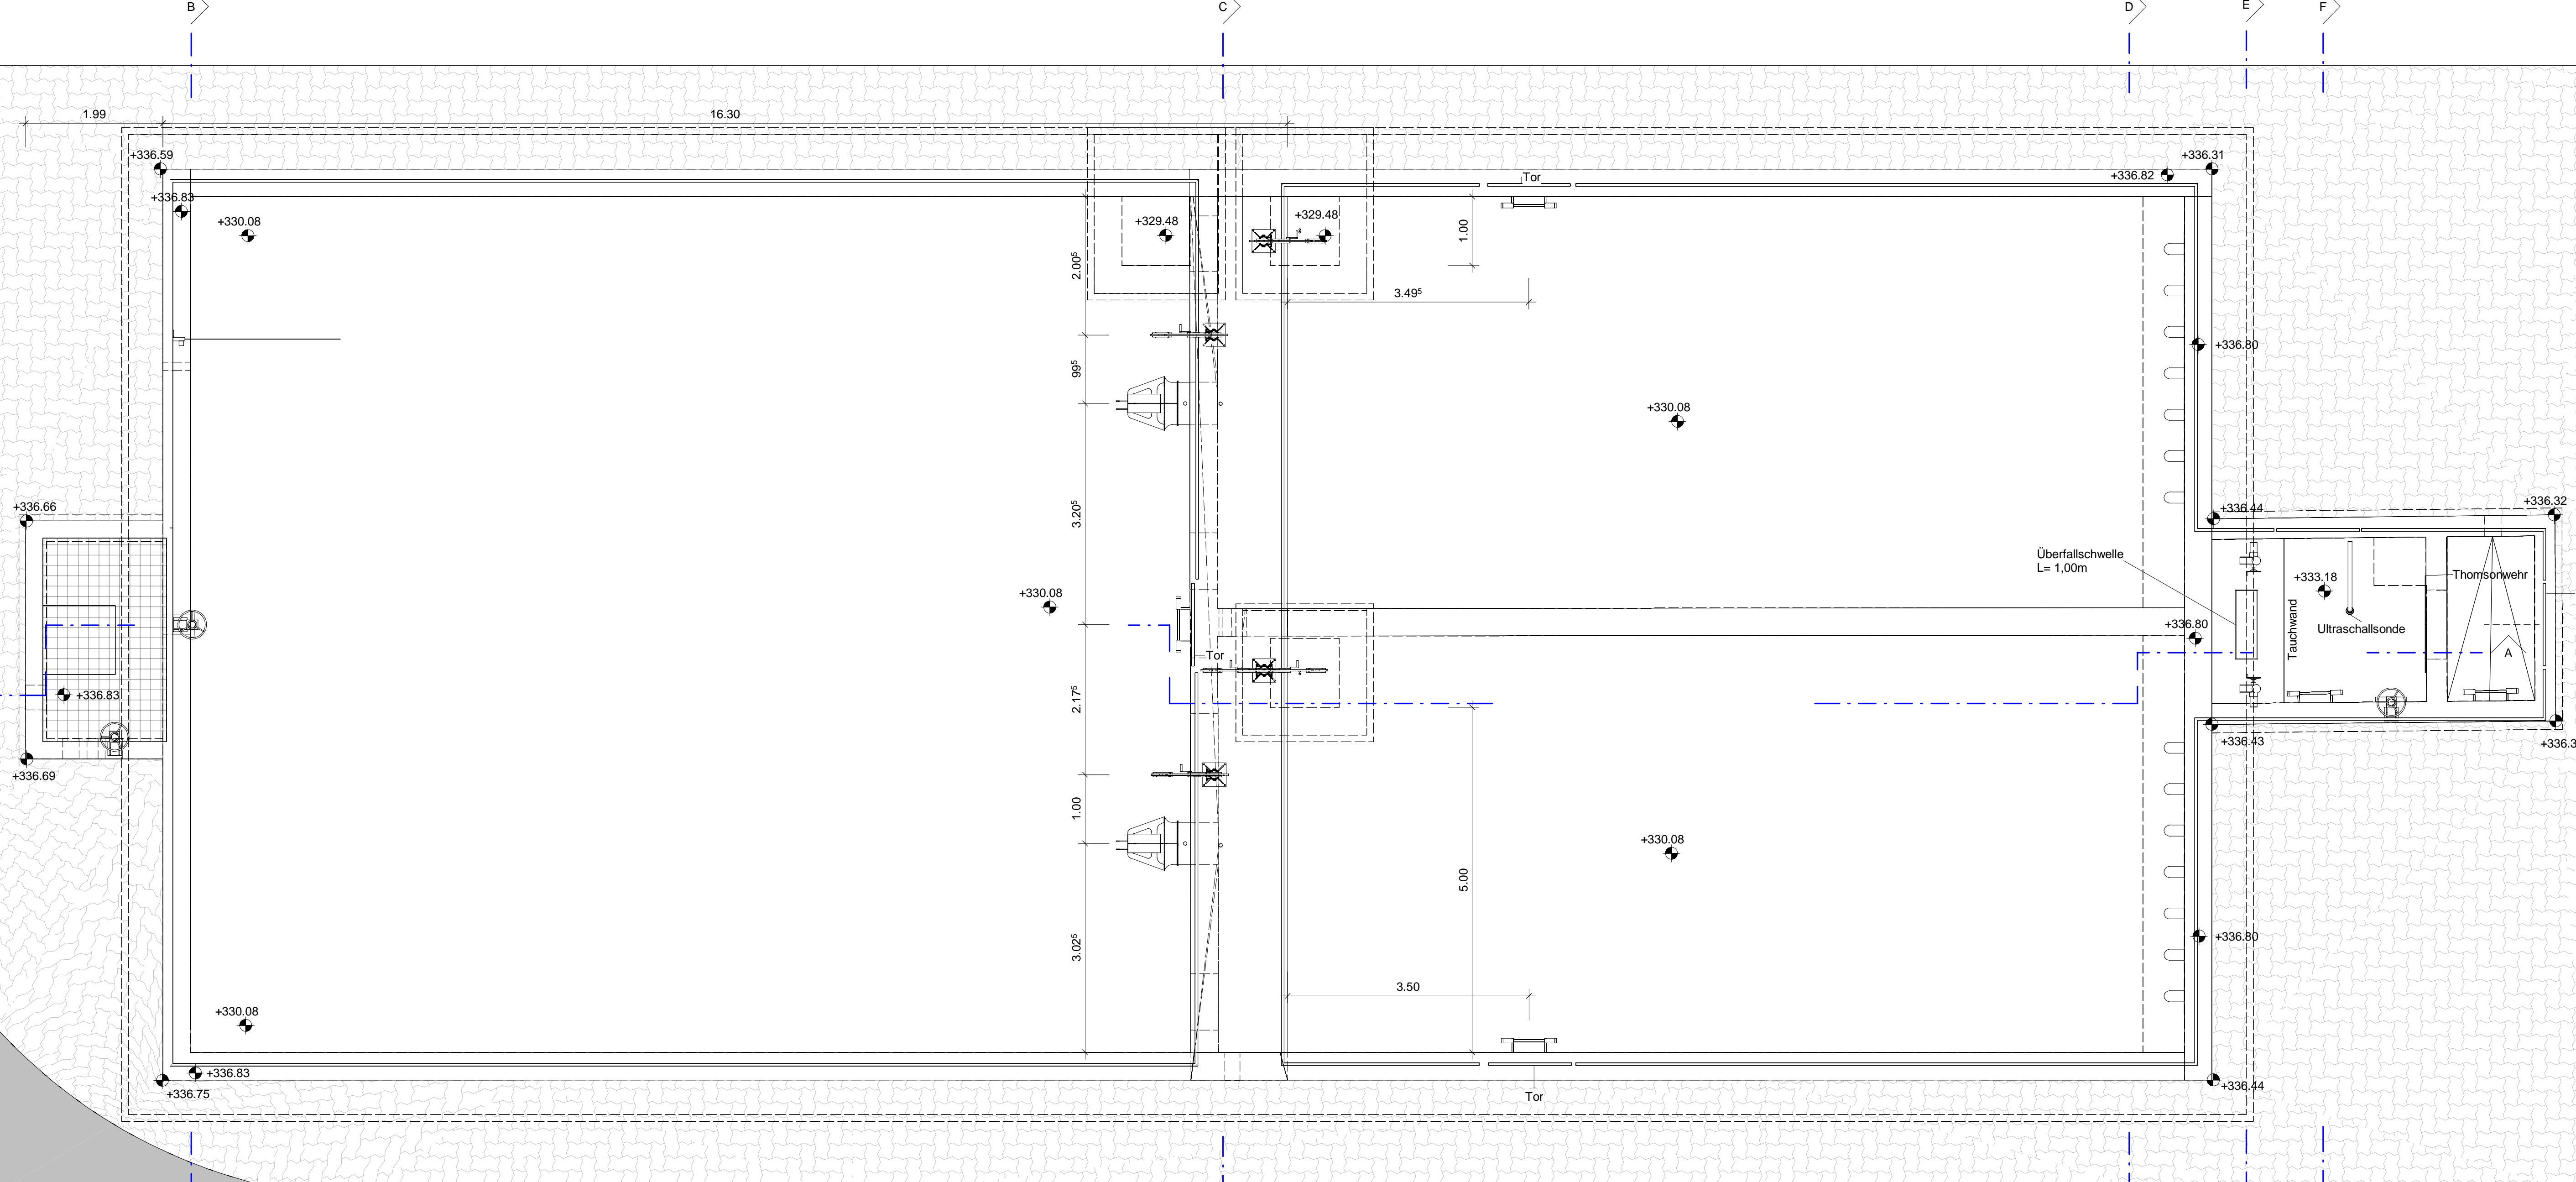 B
C
D
E
F
1.99
16.30
+336.59
+336.31
+336.82
Tor
+336.83
+330.08
+329.48
+329.48
1.00
2.00⁵
3.49⁵
+336.80
99⁵
+330.08
+336.66
+336.44
+336.32
3.20⁵
Überfallschwelle
L= 1,00m
Thomsonwehr
+333.18
+330.08
Tauchwand
Ultraschallsonde
+336.80
A
Tor
+336.83
2.17⁵
+336.43
+336.3
+336.69
1.00
+330.08
5.00
3.02⁵
+336.80
3.50
+330.08
+336.83
+336.75
+336.44
Tor